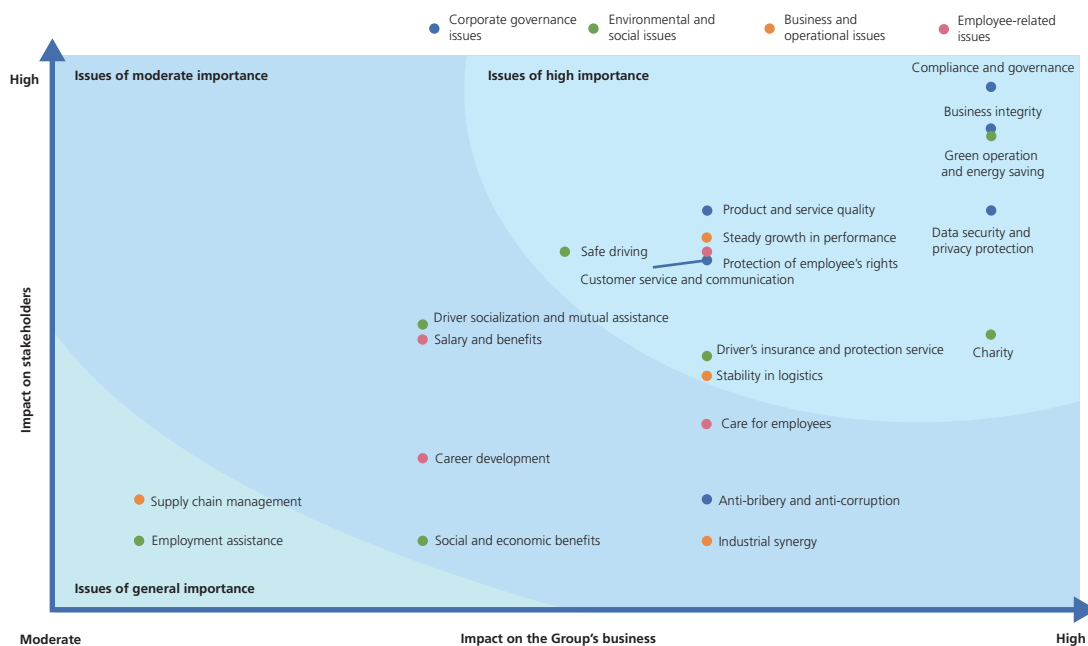 Corporate governance
issues
Environmental and
social issues
Business and
operational issues
Employee-related
issues
High
Issues of moderate importance
Issues of high importance
Compliance and governance
Business integrity
Green operation
and energy saving
Product and service quality
Data security and
privacy protection
Steady growth in performance
Safe driving
Protection of employee’s rights
Customer service and communication
Driver socialization and mutual assistance
Salary and benefits
Driver’s insurance and protection service
Charity
Stability in logistics
Care for employees
Career development
Supply chain management
Anti-bribery and anti-corruption
Employment assistance
Social and economic benefits
Industrial synergy
Issues of general importance
Impact on stakeholders
Moderate
Impact on the Group’s business
High